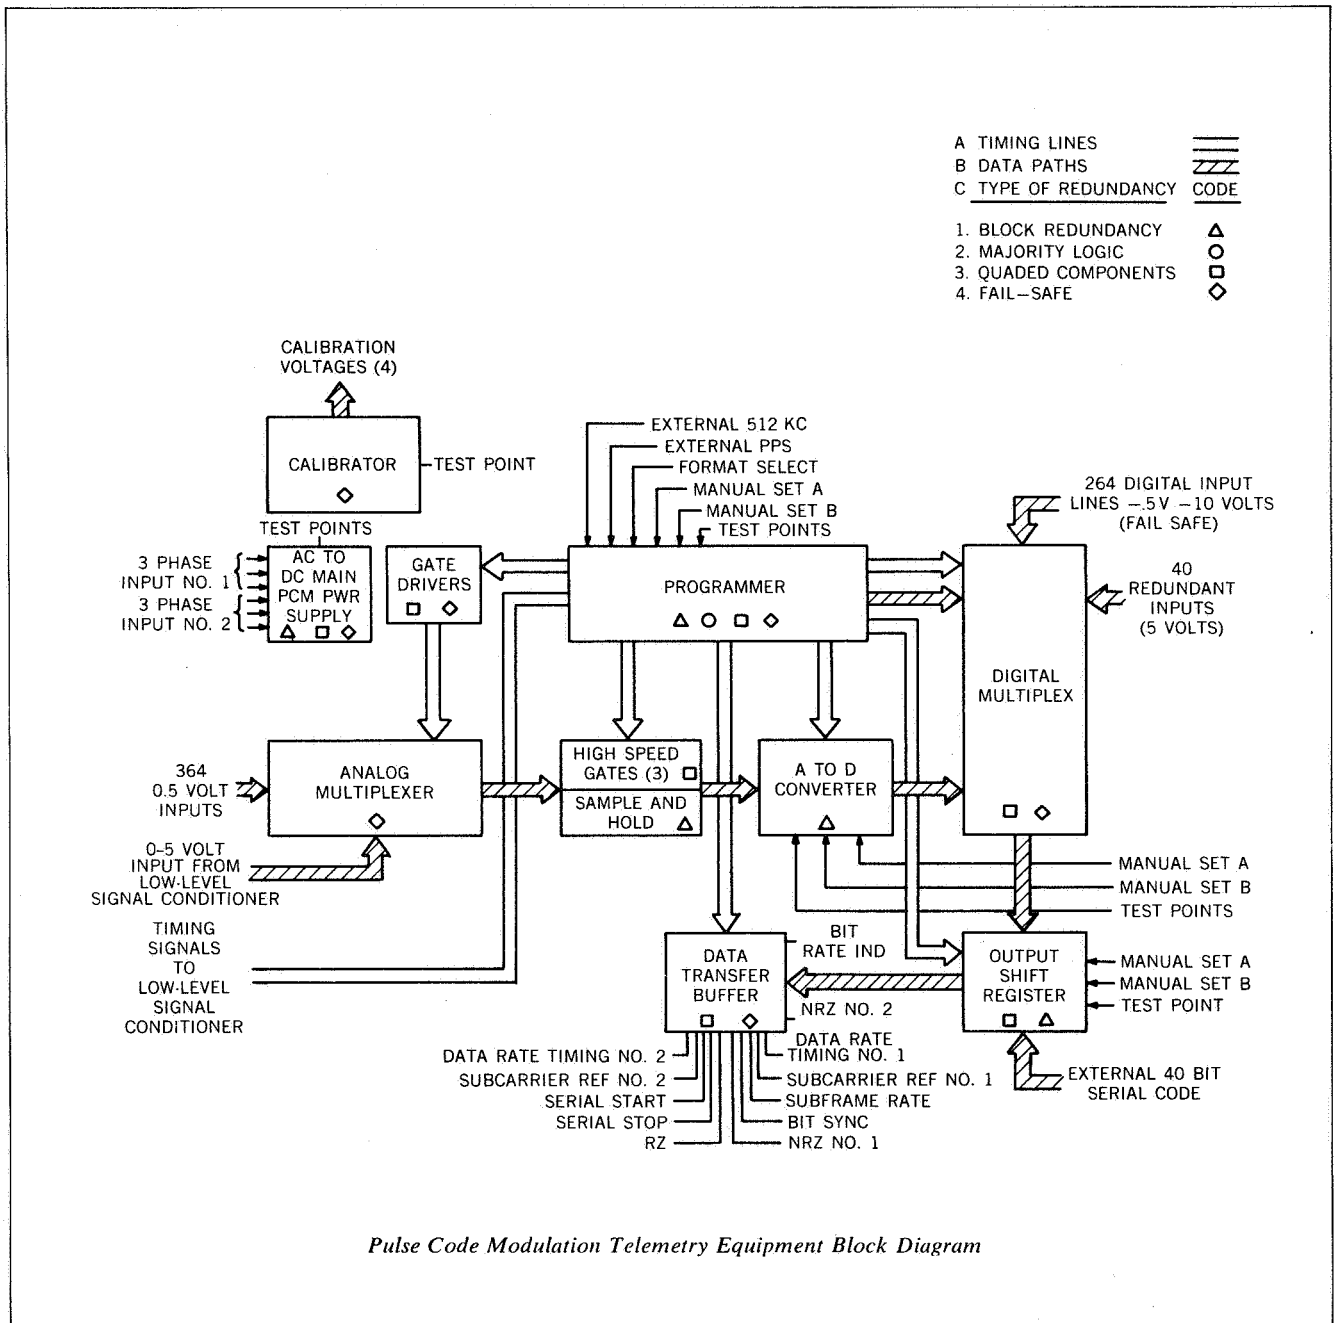 A TIMING LINES
B DATA PATHS
C TYPE OF REDUNDANCY CODE
1. BLOCK REDUNDANCY
2. MAJORITY LOGIC
3. QUADED COMPONENTS
4. FAIL-SAFE
CALIBRATION
VOLTAGES (4)
CALIBRATOR
TEST POINT
TEST POINTS
3 PHASE
INPUT NO. 1
3 PHASE
INPUT NO. 2
AC TO
DC MAIN
PCM PWR
SUPPLY
GATE
DRIVERS
EXTERNAL 512 KC
EXTERNAL PPS
FORMAT SELECT
MANUAL SET A
MANUAL SET B
TEST POINTS
PROGRAMMER
264 DIGITAL INPUT
LINES -.5V -10 VOLTS
(FAIL SAFE)
40
REDUNDANT
INPUTS
(5 VOLTS)
DIGITAL
MULTIPLEX
364
0.5 VOLT
INPUTS
ANALOG
MULTIPLEXER
HIGH SPEED
GATES (3)
SAMPLE AND
HOLD
A TO D
CONVERTER
0-5 VOLT
INPUT FROM
LOW-LEVEL
SIGNAL CONDITIONER
MANUAL SET A
MANUAL SET B
TEST POINTS
TIMING
SIGNALS
TO
LOW-LEVEL
SIGNAL
CONDITIONER
DATA
TRANSFER
BUFFER
BIT
RATE IND
NRZ NO. 2
OUTPUT
SHIFT
REGISTER
MANUAL SET A
MANUAL SET B
TEST POINT
DATA RATE TIMING NO. 2
SUBCARRIER REF NO. 2
SERIAL START
SERIAL STOP
RZ
DATA RATE
TIMING NO. 1
SUBCARRIER REF NO. 1
SUBFRAME RATE
BIT SYNC
NRZ NO. 1
EXTERNAL 40 BIT
SERIAL CODE
Pulse Code Modulation Telemetry Equipment Block Diagram